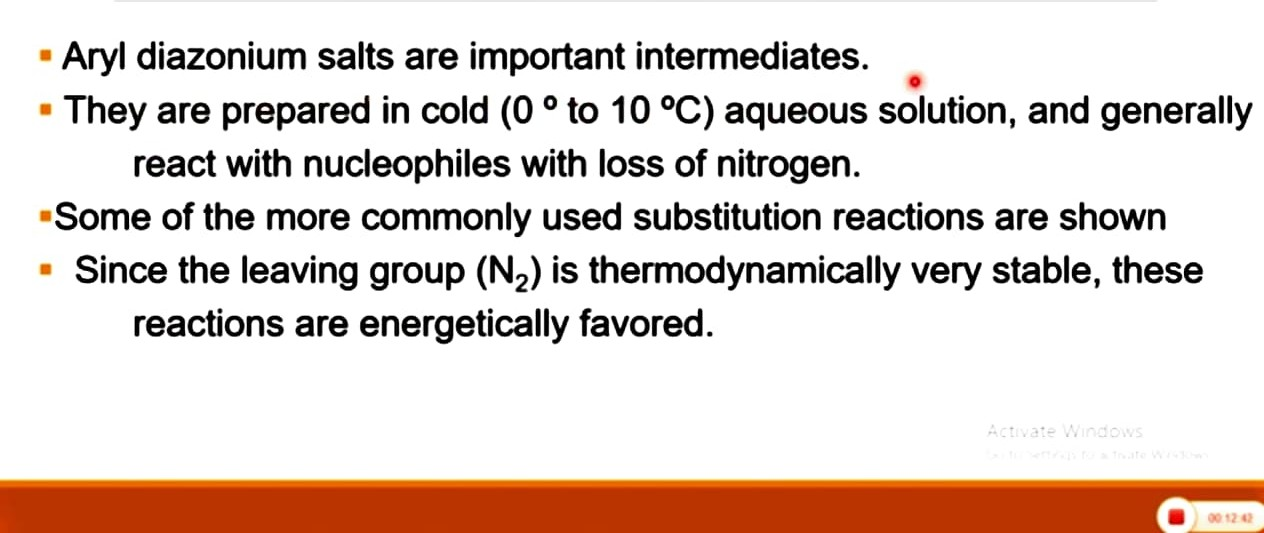 ▪ Aryl diazonium salts are important intermediates.
▪ They are prepared in cold (0 º to 10 ºC) aqueous solution, and generally
react with nucleophiles with loss of nitrogen.
▪Some of the more commonly used substitution reactions are shown
▪ Since the leaving group (N₂) is thermodynamically very stable, these
reactions are energetically favored.
Activate Windows
00:12:42